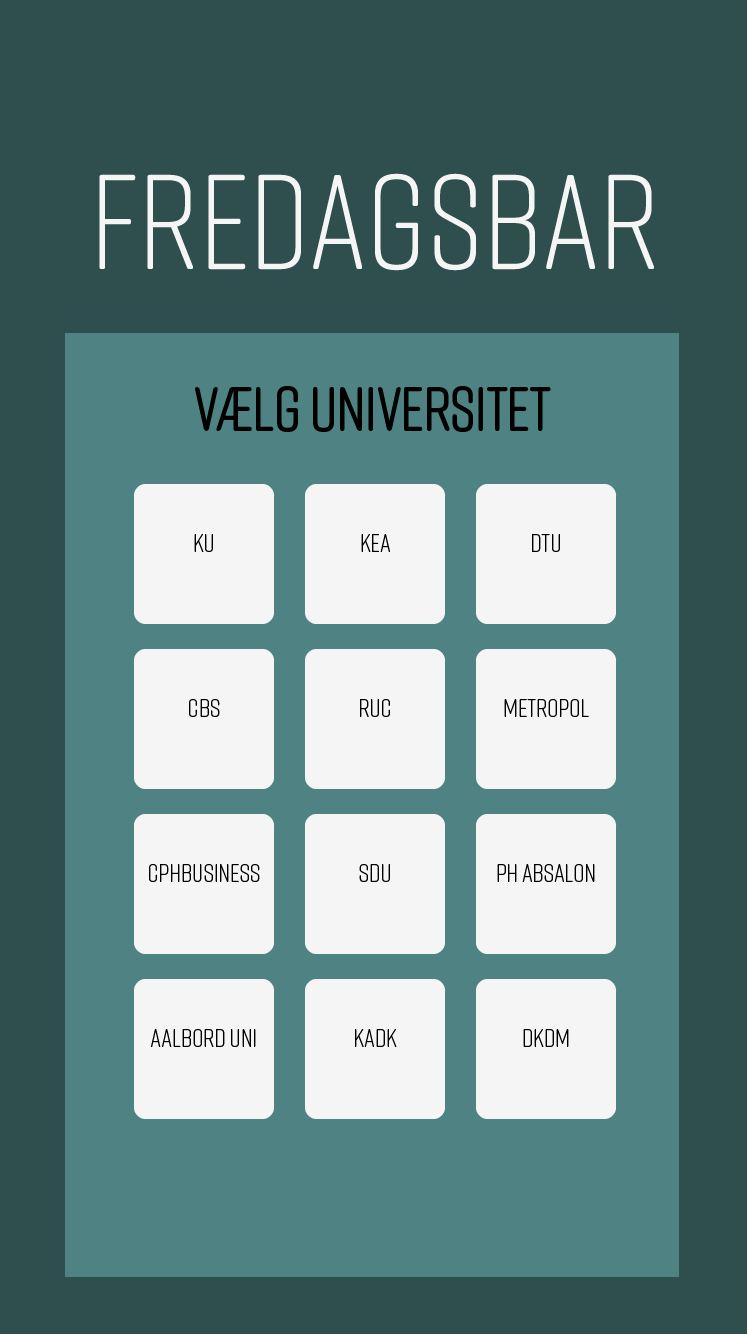 FREDAGSBAR
VÆLG UNIVERSITET
KU
KEA
DTU
CBS
RUC
METROPOL
CPHBUSINESS
SDU
PH ABSALON
AALBORD UNI
KADK
DKDM